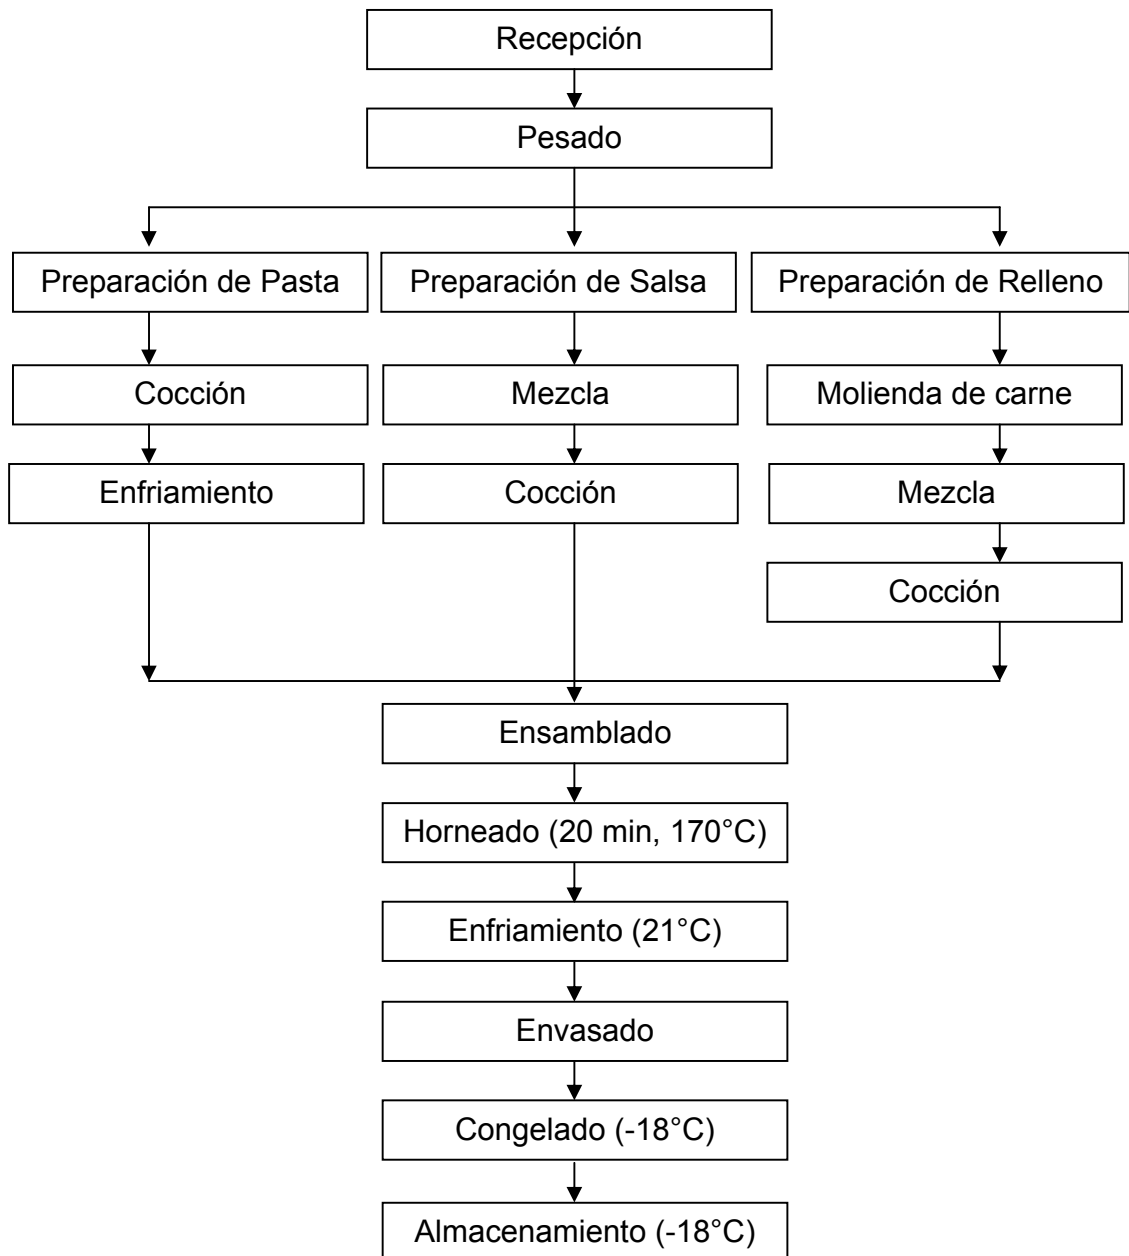 Recepción
Pesado
Preparación de Pasta
Preparación de Salsa
Preparación de Relleno
Cocción
Mezcla
Molienda de carne
Enfriamiento
Cocción
Mezcla
Cocción
Ensamblado
Horneado (20 min, 170°C)
Enfriamiento (21°C)
Envasado
Congelado (-18°C)
Almacenamiento (-18°C)